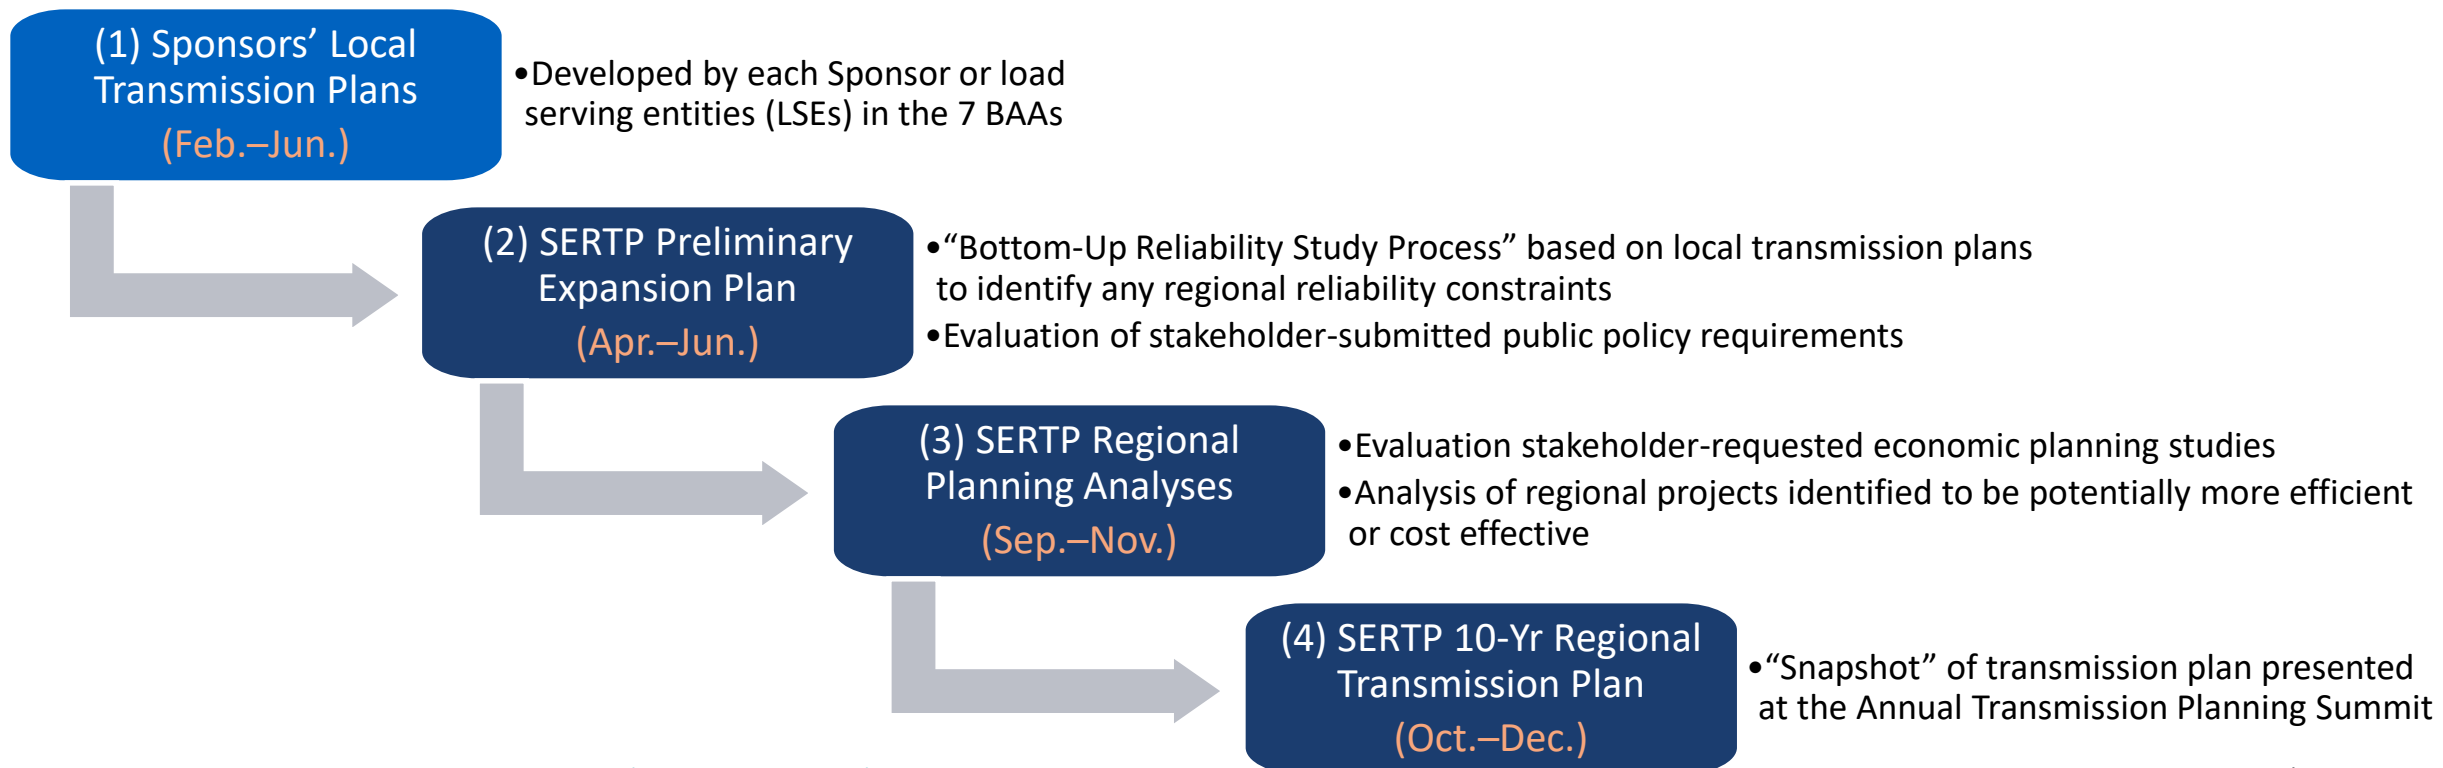 (1) Sponsors’ Local
Transmission Plans
(Feb.–Jun.)
•Developed by each Sponsor or load
serving entities (LSEs) in the 7 BAAs
(2) SERTP Preliminary
Expansion Plan
(Apr.–Jun.)
•“Bottom-Up Reliability Study Process” based on local transmission plans
to identify any regional reliability constraints
•Evaluation of stakeholder-submitted public policy requirements
(3) SERTP Regional
Planning Analyses
(Sep.–Nov.)
•Evaluation stakeholder-requested economic planning studies
•Analysis of regional projects identified to be potentially more efficient
or cost effective
(4) SERTP 10-Yr Regional
Transmission Plan
(Oct.–Dec.)
•“Snapshot” of transmission plan presented
at the Annual Transmission Planning Summit